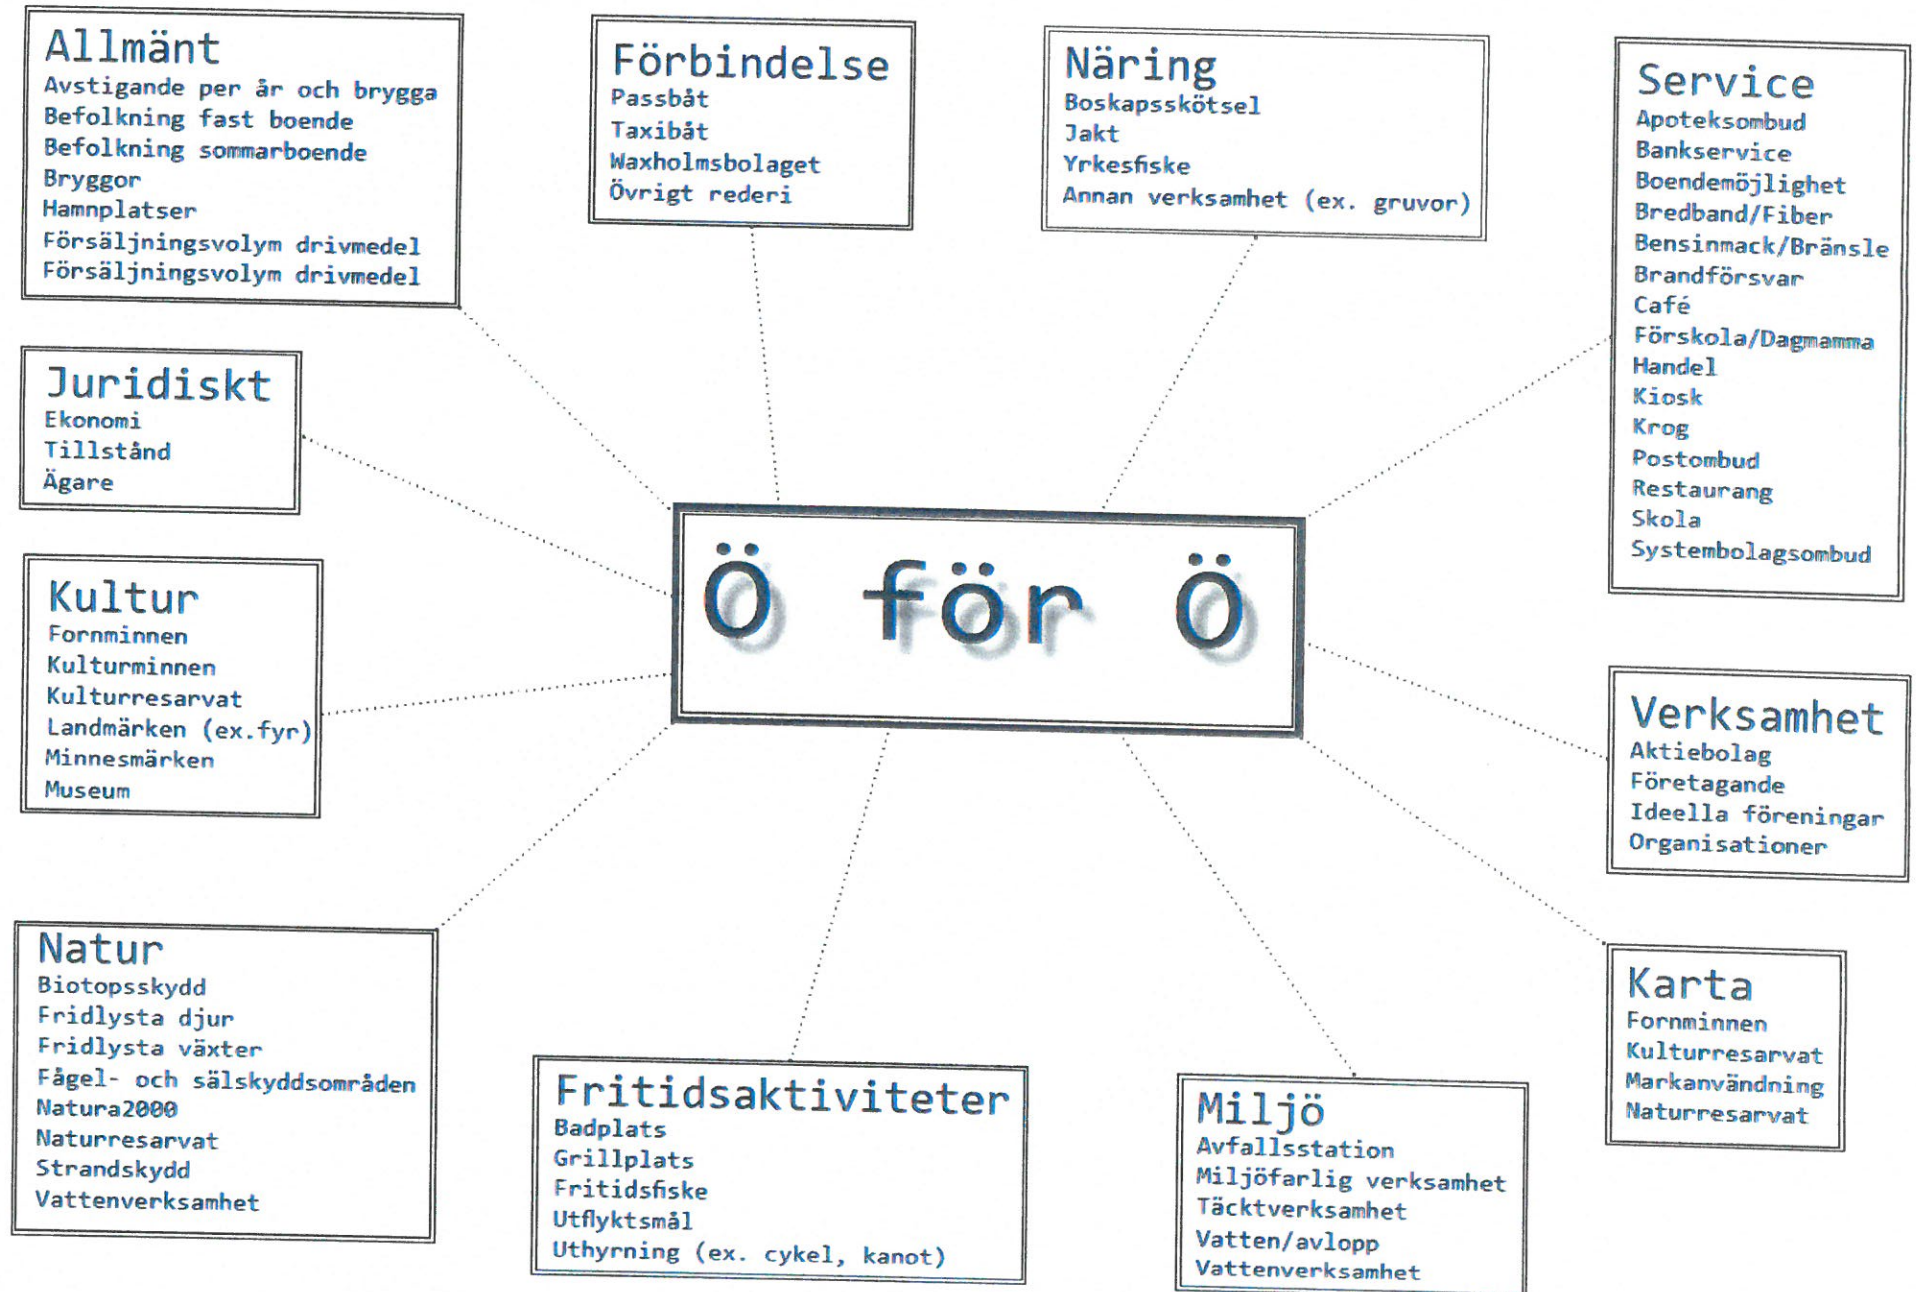 Allmänt
Avstigande per år och brygga
Befolkning fast boende
Befolkning sommarboende
Bryggor
Hamnplatser
Försäljningsvolym drivmedel
Försäljningsvolym drivmedel
Förbindelse
Passbåt
Taxibåt
Waxholmsbolaget
Övrigt rederi
Näring
Boskapsskötsel
Jakt
Yrkesfiske
Annan verksamhet (ex. gruvor)
Service
Apoteksombud
Bankservice
Boendemöjlighet
Bredband/Fiber
Bensinmack/Bränsle
Brandförsvar
Café
Förskola/Dagmamma
Handel
Kiosk
Krog
Postombud
Restaurang
Skola
Systembolagsombud
Juridiskt
Ekonomi
Tillstånd
Ägare
Ö för Ö
Kultur
Fornminnen
Kulturminnen
Kulturresarvat
Landmärken (ex.fyr)
Minnesmärken
Museum
Verksamhet
Aktiebolag
Företagande
Ideella föreningar
Organisationer
Natur
Biotopsskydd
Fridlysta djur
Fridlysta växter
Fågel- och sälskyddsområden
Natura2000
Naturresarvat
Strandskydd
Vattenverksamhet
Fritidsaktiviteter
Badplats
Grillplats
Fritidsfiske
Utflyktsmål
Uthyrning (ex. cykel, kanot)
Miljö
Avfallsstation
Miljöfarlig verksamhet
Täcktverksamhet
Vatten/avlopp
Vattenverksamhet
Karta
Fornminnen
Kulturresarvat
Markanvändning
Naturresarvat